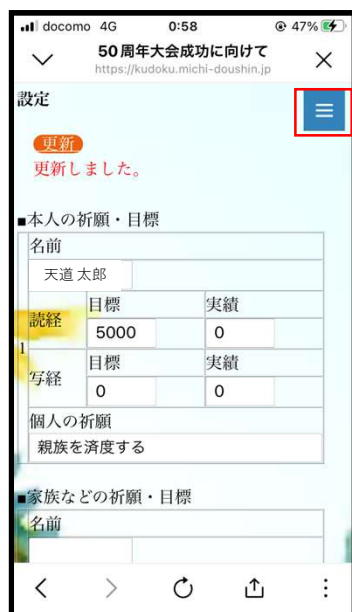 docomo 4G 0:58 47%
50周年大会成功に向けて
https://kudoku.michi-doushin.jp
設定
更新
更新しました。
■本人の祈願・目標
名前
天道 太郎
目標 実績
読経
5000 0
1
目標 実績
写経
0 0
個人の祈願
親族を済度する
■家族などの祈願・目標
名前